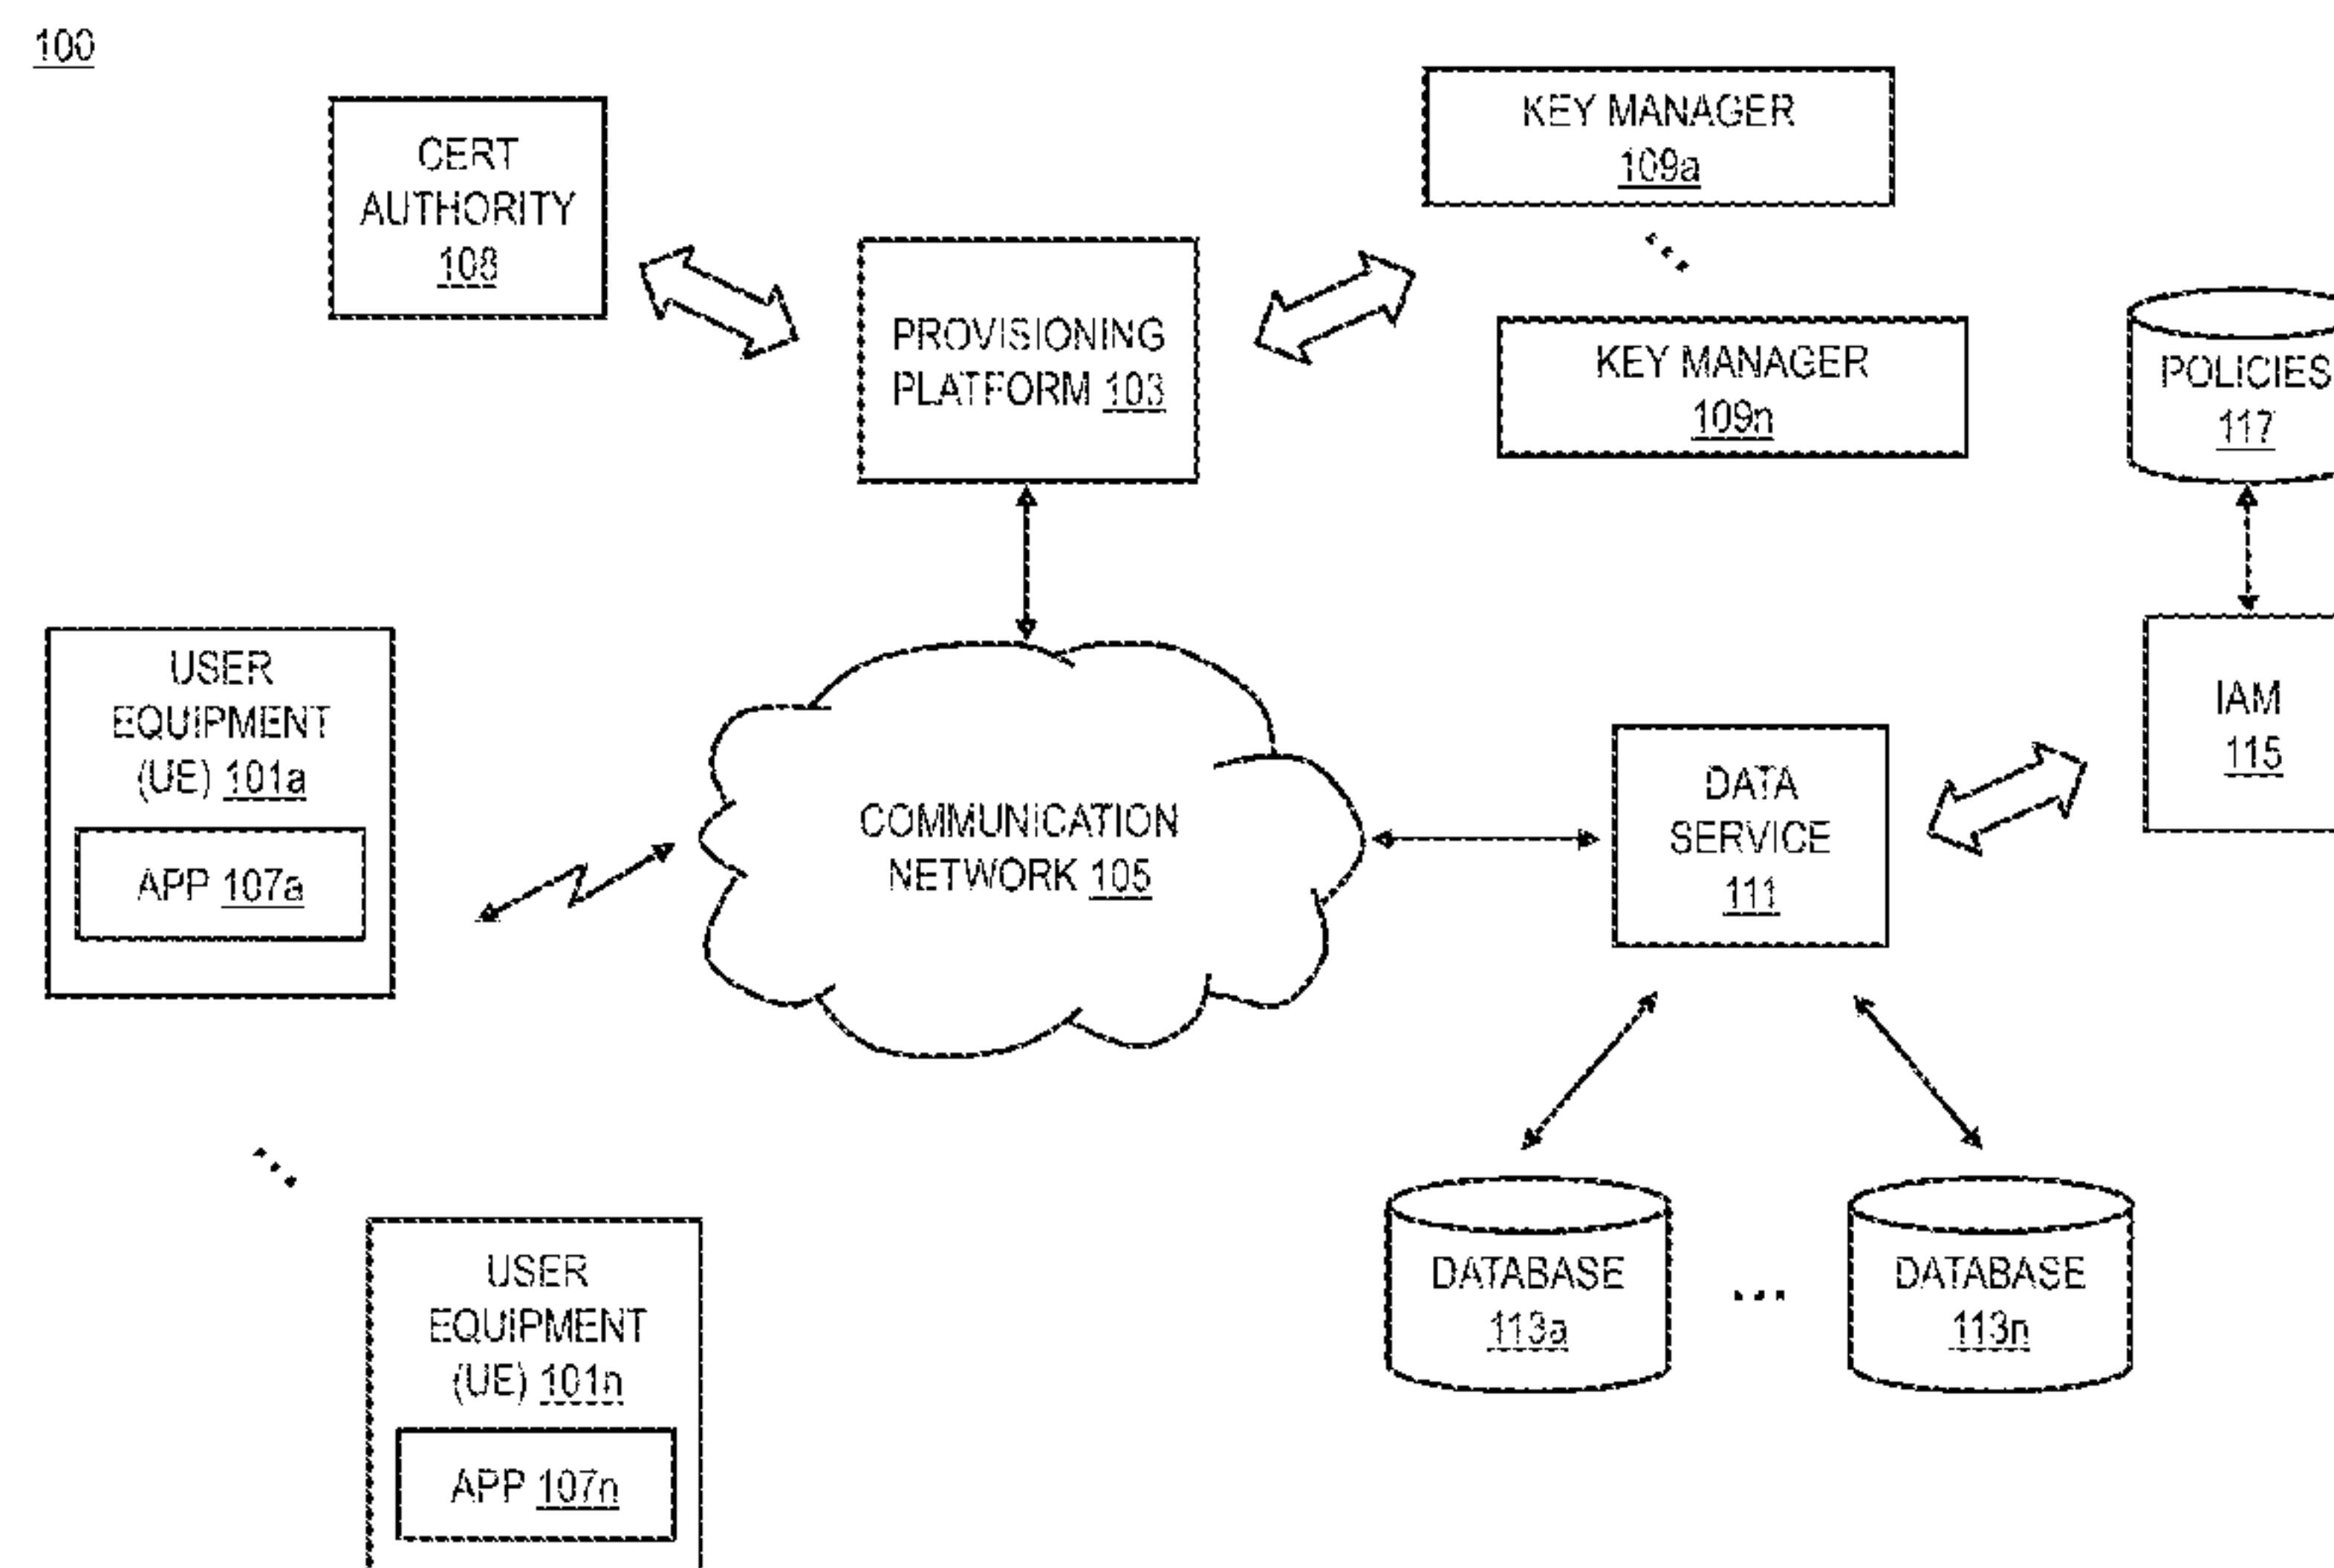 100
CERT
AUTHORITY
108
KEY MANAGER
109a
...
PROVISIONING
PLATFORM 103
KEY MANAGER
109n
POLICIES
117
USER
EQUIPMENT
(UE) 101a
APP 107a
COMMUNICATION
NETWORK 105
DATA
SERVICE
111
IAM
115
...
USER
EQUIPMENT
(UE) 101n
APP 107n
DATABASE
113a
...
DATABASE
113n